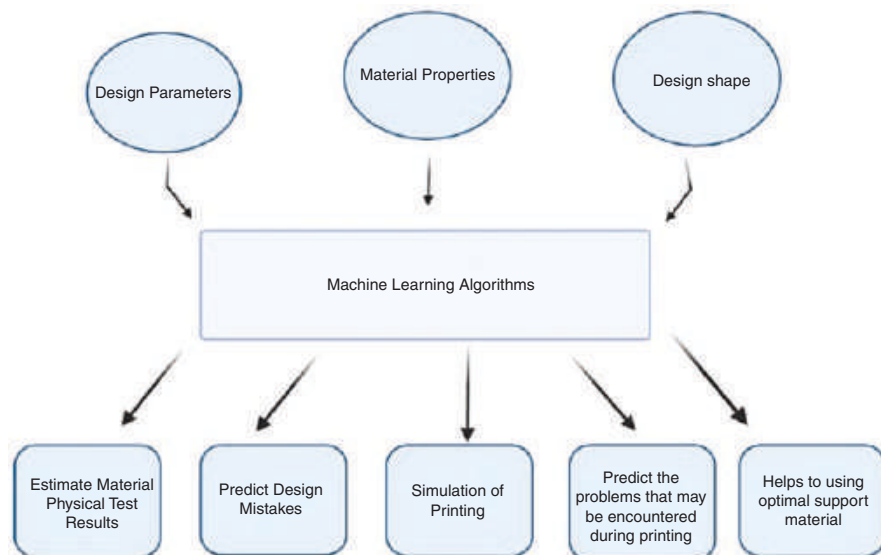 Design Parameters
Material Properties
Design shape
Machine Learning Algorithms
Estimate Material
Physical Test
Results
Predict Design
Mistakes
Simulation of
Printing
Predict the
problems that may
be encountered
during printing
Helps to using
optimal support
material